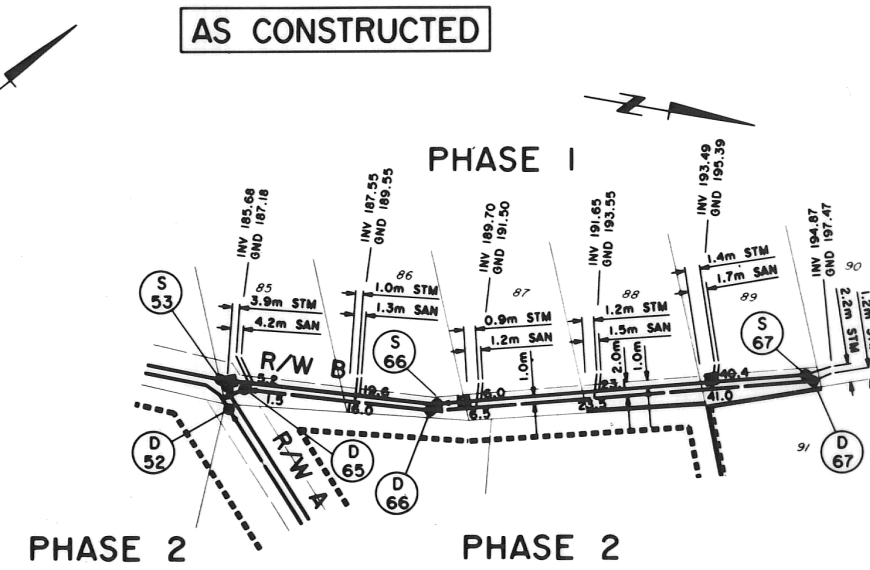 AS CONSTRUCTED
N
PHASE 1
INV 185.68
GND 187.18
INV 187.55
GND 189.55
INV 189.70
GND 191.50
INV 191.65
GND 193.55
INV 193.49
GND 195.39
INV 194.87
GND 197.47
85
3.9m STM
4.2m SAN
86
1.0m STM
1.3m SAN
87
0.9m STM
1.2m SAN
88
1.2m STM
1.5m SAN
1.4m STM
1.7m SAN
89
90
2.2m STM
1.0m
2.0m
1.0m
S
53
S
66
S
67
R/W B
R/W A
1.5
19.6
16.0
6.0
6.5
23.5
40.4
41.0
91
D
52
D
65
D
66
D
67
PHASE 2
PHASE 2